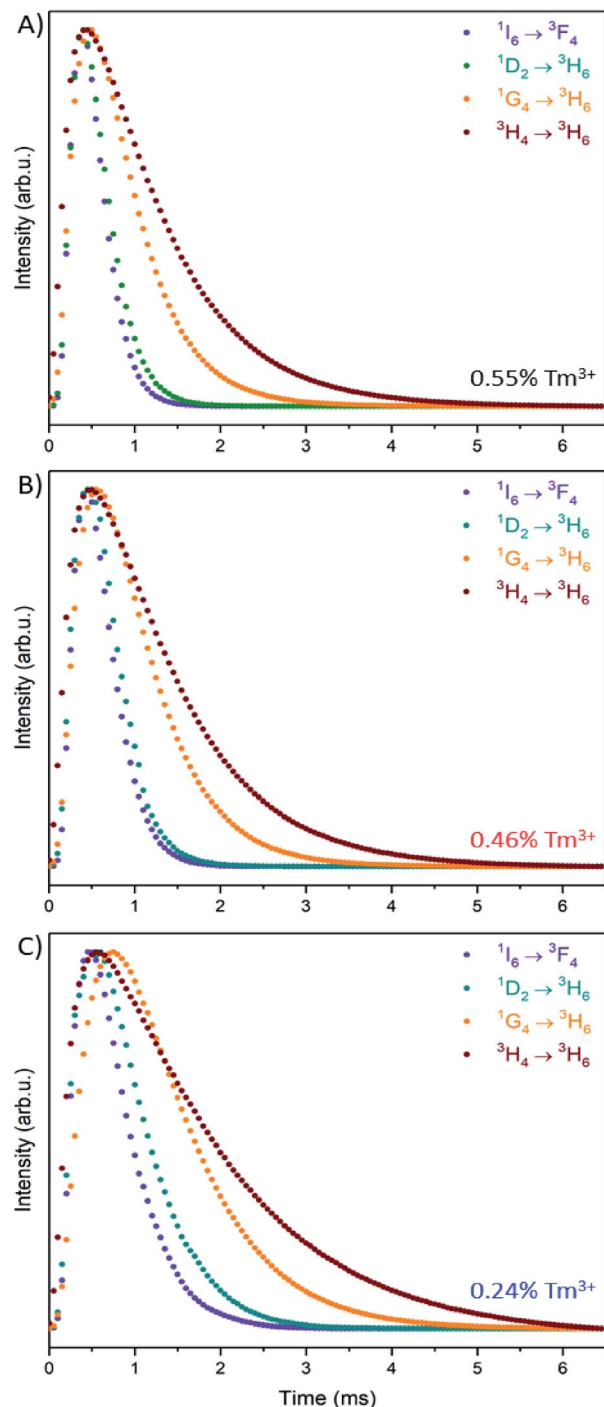 A)
¹I₆ → ³F₄
¹D₂ → ³H₆
¹G₄ → ³H₆
³H₄ → ³H₆
Intensity (arb.u.)
0.55% Tm³⁺
0 1 2 3 4 5 6
B)
¹I₆ → ³F₄
¹D₂ → ³H₆
¹G₄ → ³H₆
³H₄ → ³H₆
Intensity (arb.u.)
0.46% Tm³⁺
0 1 2 3 4 5 6
C)
¹I₆ → ³F₄
¹D₂ → ³H₆
¹G₄ → ³H₆
³H₄ → ³H₆
Intensity (arb.u.)
0.24% Tm³⁺
0 1 2 3 4 5 6
Time (ms)